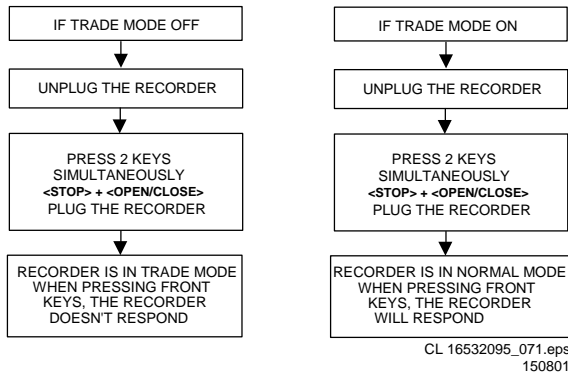 IF TRADE MODE OFF
UNPLUG THE RECORDER
PRESS 2 KEYS
SIMULTANEOUSLY
<STOP> + <OPEN/CLOSE>
PLUG THE RECORDER
RECORDER IS IN TRADE MODE
WHEN PRESSING FRONT
KEYS, THE RECORDER
DOESN'T RESPOND
IF TRADE MODE ON
UNPLUG THE RECORDER
PRESS 2 KEYS
SIMULTANEOUSLY
<STOP> + <OPEN/CLOSE>
PLUG THE RECORDER
RECORDER IS IN NORMAL MODE
WHEN PRESSING FRONT
KEYS, THE RECORDER
WILL RESPOND
CL 16532095_071.eps
150801